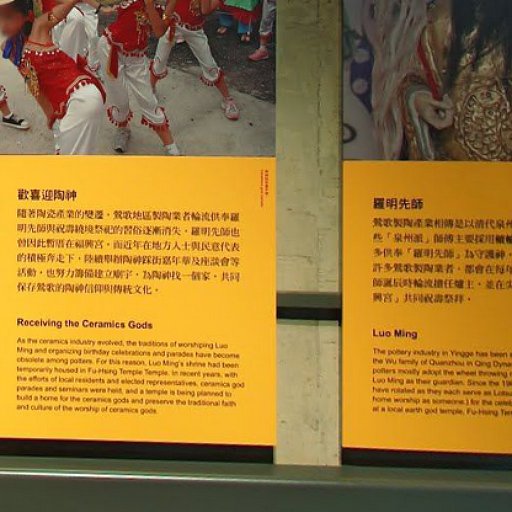 歡喜迎陶神
隨著陶瓷產業的變遷，鶯歌地區製陶業者輪流供奉羅
明先師與祝壽繞境祭祀的習俗逐漸消失，羅明先師也
曾因此暫厝在福興宮，而近年在地方人士與民意代表
的積極奔走下，陸續舉辦陶神踩街嘉年華及座談會等
活動，也努力籌備建立廟宇，為陶神找一個家，共同
保存鶯歌的陶神信仰與傳統文化。
Receiving the Ceramics Gods
As the ceramics industry evolved, the traditions of worshiping Luo
Ming and organizing birthday celebrations and parades have become
obsolete among potters. For this reason, Luo Ming's shrine had been
temporarily housed in Fu-Hsing Temple Temple. In recent years, with
the efforts of local residents and elected representatives, ceramics god
parades and seminars were held, and a temple is being planned to
build a home for the ceramics gods and preserve the traditional faith
and culture of the worship of ceramics gods.
羅明先師
鶯歌製陶業相傳是以清代泉州
些「泉州派」師傅主要採用轆轤
多供奉「羅明先師」為守護神。
許多鶯歌製陶業者，都會在每年
師誕辰時輪流擔任爐主，並在尖
興宮」共同祝壽祭拜。
Luo Ming
The pottery industry in Yingge has been
the Wu family of Quanzhou in Qing Dyna
potters mostly adopt the wheel throwing
Luo Ming as their guardian. Since the 19
have rotated as they each serve as Lotus
home worship as someone.) for the celeb
at a local earth god temple, Fu-Hsing Tem